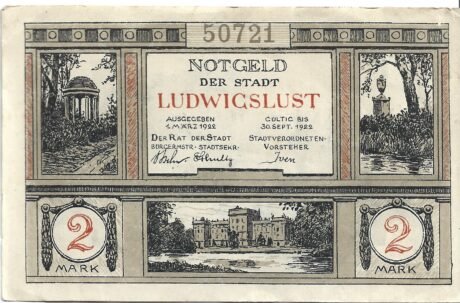 50721
NOTGELD
DER STADT
LUDWIGSLUST
AUSGEGEBEN
1. MÄRZ 1922
GÜLTIG BIS
30. SEPT. 1922
DER RAT DER STADT
BÜRGERMSTR. STADTSEKR.
STADTVERORDNETEN-
VORSTEHER
Iven
2
MARK
2
MARK